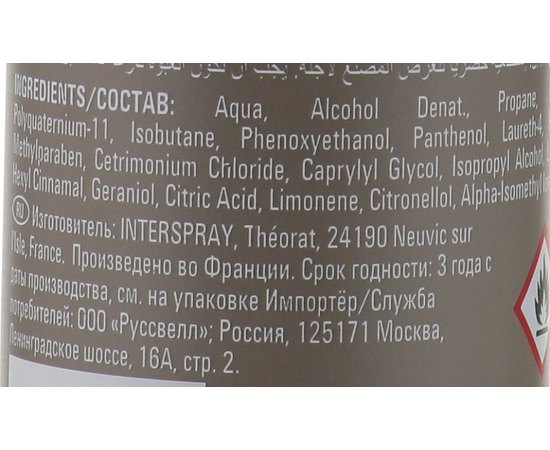 INGREDIENTS/СОСТАВ: Aqua, Alcohol Denat., Propane,
Polyquaternium-11, Isobutane, Phenoxyethanol, Panthenol, Laureth-4,
Methylparaben, Cetrimonium Chloride, Caprylyl Glycol, Isopropyl Alcohol,
Hexyl Cinnamal, Geraniol, Citric Acid, Limonene, Citronellol, Alpha-Isomethyl
RU Изготовитель: INTERSPRAY, Théorat, 24190 Neuvic sur
l'Isle, France. Произведено во Франции. Срок годности: 3 года с
даты производства, см. на упаковке Импортёр/Служба
потребителей: ООО «Руссвелл»; Россия, 125171 Москва,
Ленинградское шоссе, 16А, стр. 2.